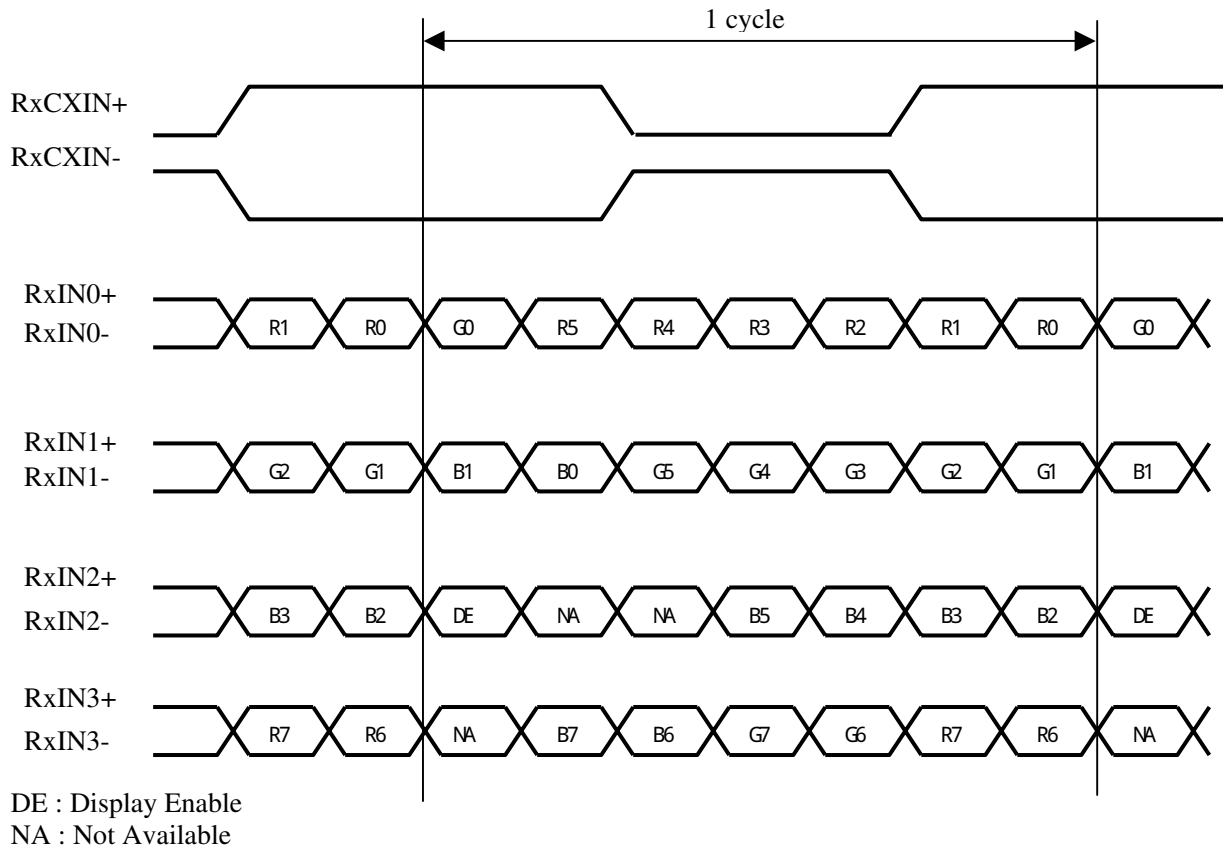 1 cycle
RxCXIN+
RxCXIN-
RxIN0+
RxIN0-
R1 R0 G0 R5 R4 R3 R2 R1 R0 G0
RxIN1+
RxIN1-
G2 G1 B1 B0 G5 G4 G3 G2 G1 B1
RxIN2+
RxIN2-
B3 B2 DE NA NA B5 B4 B3 B2 DE
RxIN3+
RxIN3-
R7 R6 NA B7 B6 G7 G6 R7 R6 NA
DE : Display Enable
NA : Not Available